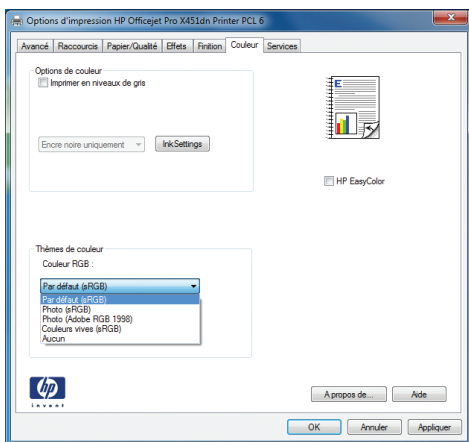 Options d'impression HP Officejet Pro X451dn Printer PCL 6
Avancé Raccourcis Papier/Qualité Effets Finition Couleur Services
Options de couleur
Imprimer en niveaux de gris
Encre noire uniquement InkSettings
E
HP EasyColor
Thèmes de couleur
Couleur RGB :
Par défaut (sRGB)
Par défaut (sRGB)
Photo (sRGB)
Photo (Adobe RGB 1998)
Couleurs vives (sRGB)
Aucun
hp
invent
A propos de... Aide
OK Annuler Appliquer